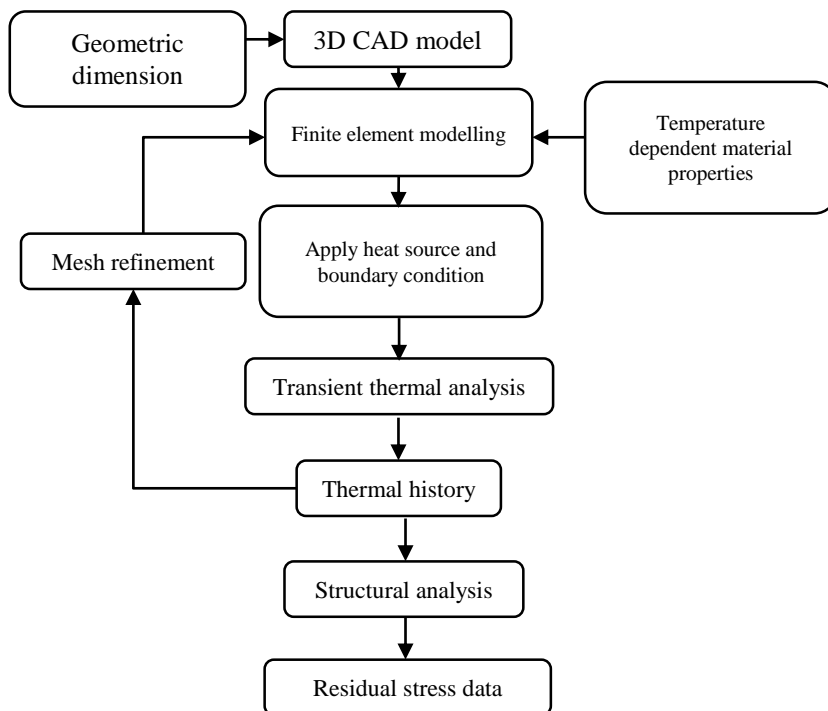 Geometric
dimension
3D CAD model
Finite element modelling
Temperature
dependent material
properties
Mesh refinement
Apply heat source and
boundary condition
Transient thermal analysis
Thermal history
Structural analysis
Residual stress data